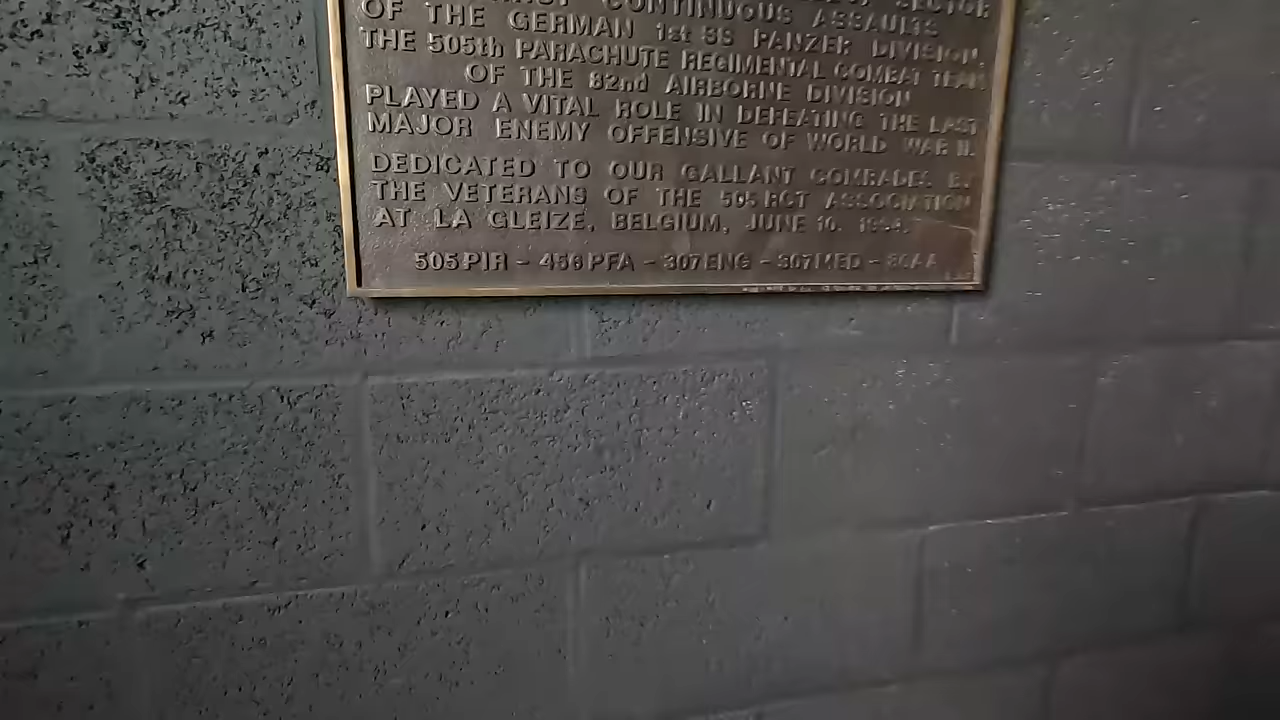 CONTINUOUS ASSAULTS
OF THE GERMAN 1st SS PANZER DIVISION,
THE 505th PARACHUTE REGIMENTAL COMBAT TEAM
OF THE 82nd AIRBORNE DIVISION
PLAYED A VITAL ROLE IN DEFEATING THE LAST
MAJOR ENEMY OFFENSIVE OF WORLD WAR II.
DEDICATED TO OUR GALLANT COMRADES BY
THE VETERANS OF THE 505 RCT ASSOCIATION
AT LA GLEIZE, BELGIUM, JUNE 10,
505 PIR - 456 PFA - 307 ENG - 307 MED - 80 AA